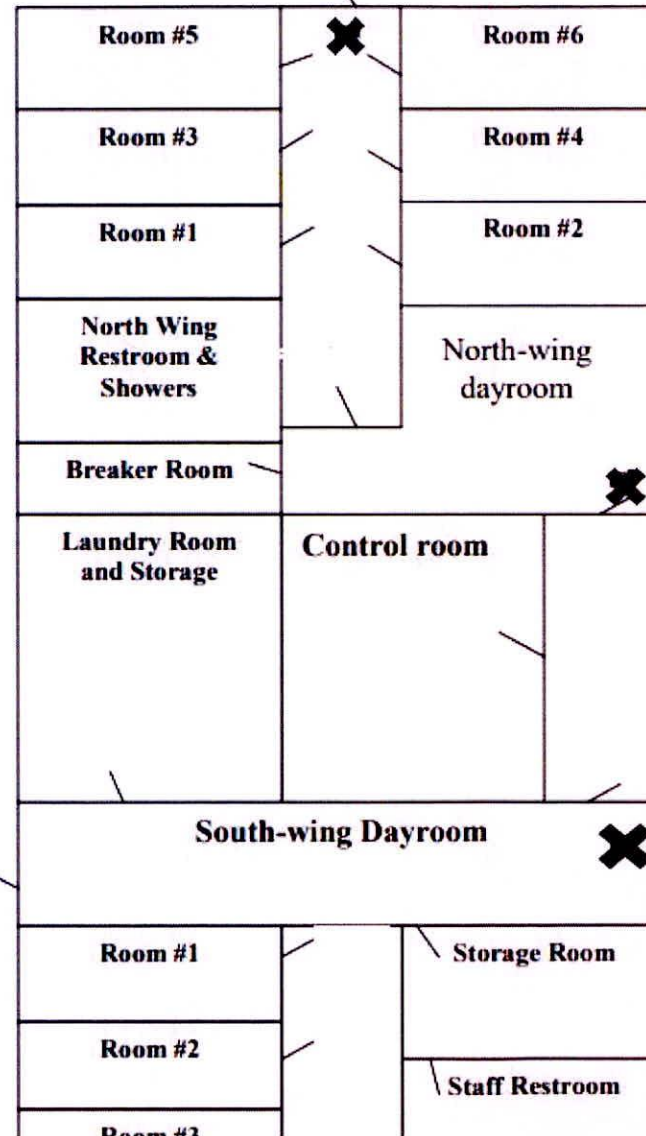 Room #5
Room #6
Room #3
Room #4
Room #1
Room #2
North Wing
Restroom &
Showers
North-wing
dayroom
Breaker Room
Laundry Room
and Storage
Control room
South-wing Dayroom
Room #1
Storage Room
Room #2
Staff Restroom
Room #3